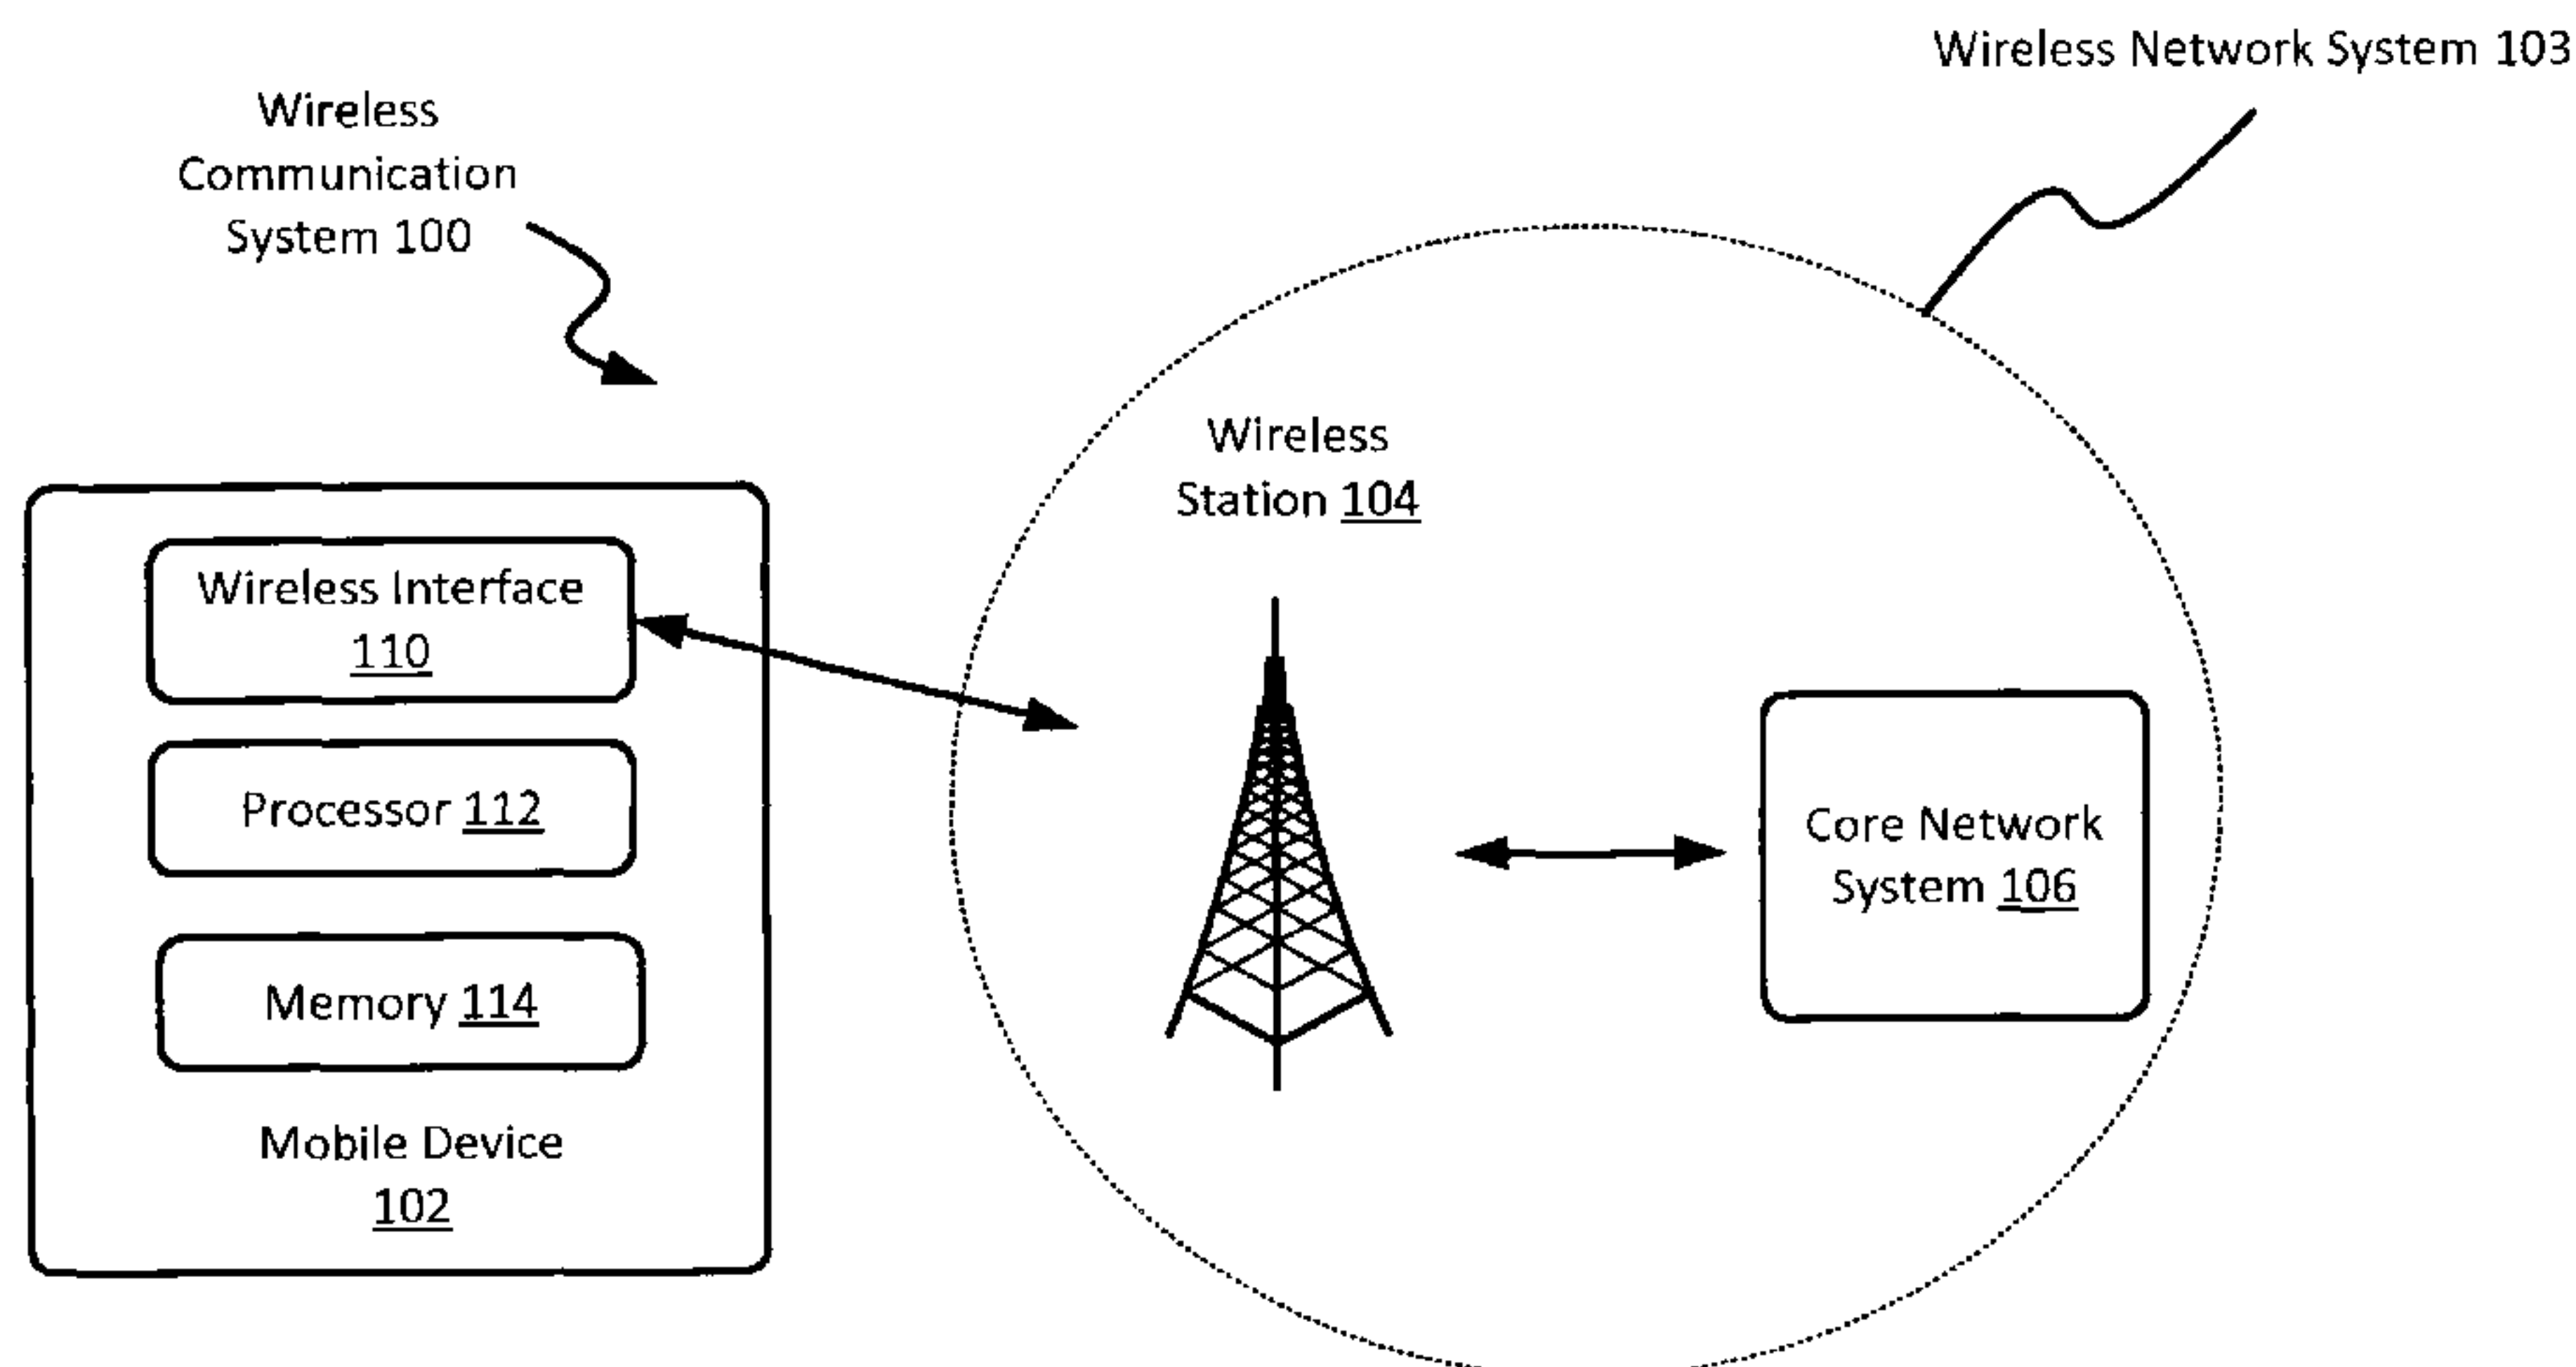 Wireless Network System 103
Wireless
Communication
System 100
Wireless
Station 104
Wireless Interface
110
Processor 112
Memory 114
Mobile Device
102
Core Network
System 106